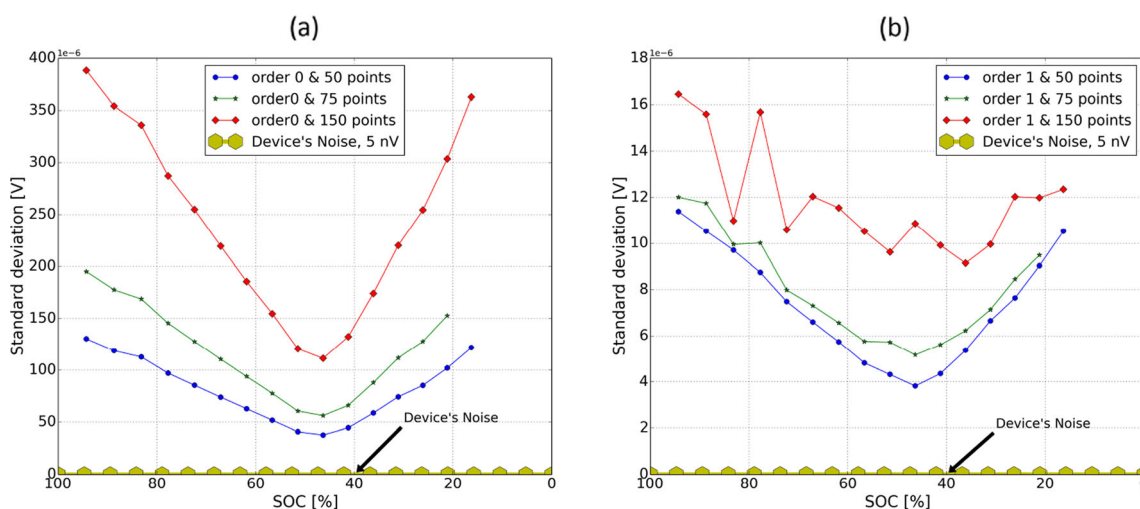 (a)
1e−6
400
350
300
250
200
150
100
50
0
Standard deviation [V]
100
80
60
40
20
0
SOC [%]
order 0 & 50 points
order0 & 75 points
order0 & 150 points
Device's Noise, 5 nV
Device's Noise
(b)
1e−6
18
16
14
12
10
8
6
4
2
0
Standard deviation [V]
100
80
60
40
20
0
SOC [%]
order 1 & 50 points
order 1 & 75 points
order 1 & 150 points
Device's Noise, 5 nV
Device's Noise